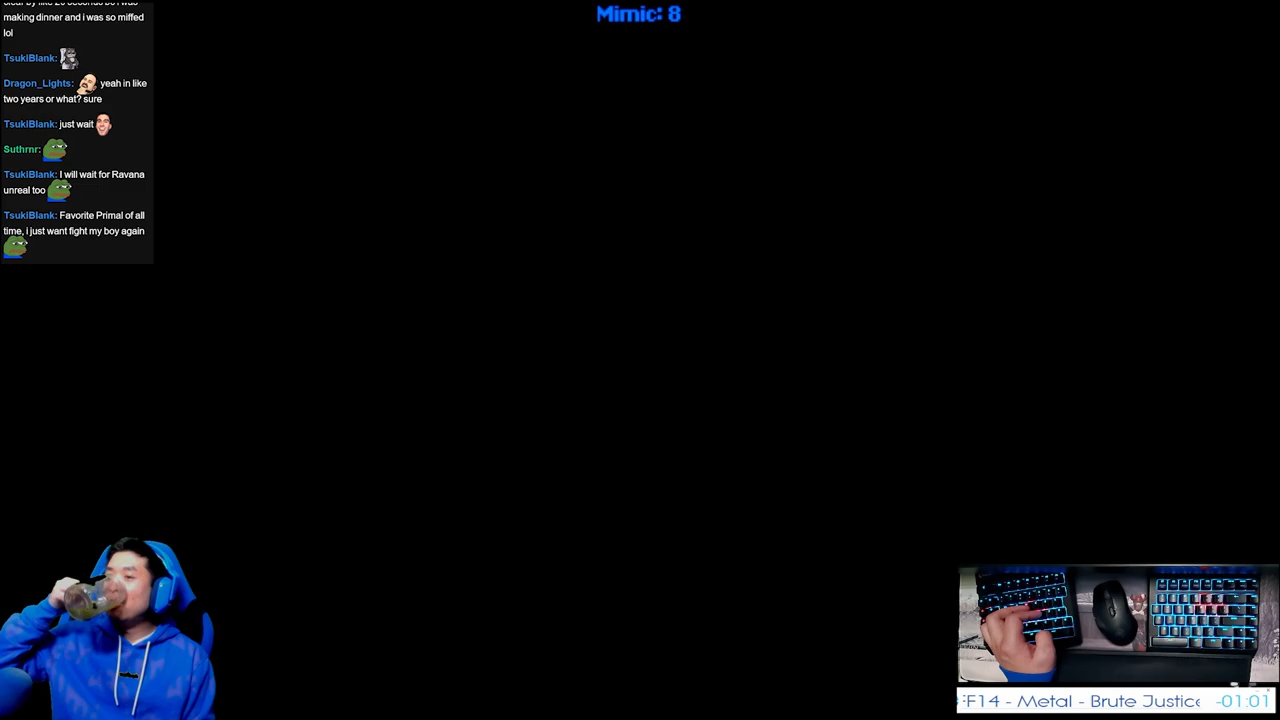 making dinner and i was so miffed
lol
TsukiBlank:
Dragon_Lights: yeah in like
two years or what? sure
TsukiBlank: just wait
Suthrnr:
TsukiBlank: I will wait for Ravana
unreal too
TsukiBlank: Favorite Primal of all
time, i just want fight my boy again
Mimic: 8
F14 - Metal - Brute Justice -01:01